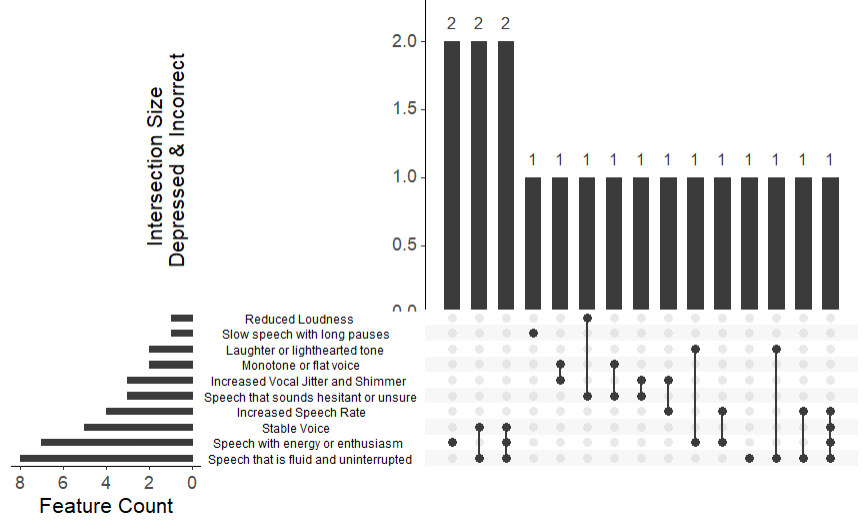 Intersection Size
Depressed & Incorrect
2 2 2
2.0
1.5
1 1 1 1 1 1 1 1 1 1 1 1
1.0
0.5
0.0
Reduced Loudness
Slow speech with long pauses
Laughter or lighthearted tone
Monotone or flat voice
Increased Vocal Jitter and Shimmer
Speech that sounds hesitant or unsure
Increased Speech Rate
Stable Voice
Speech with energy or enthusiasm
Speech that is fluid and uninterrupted
8 6 4 2 0
Feature Count